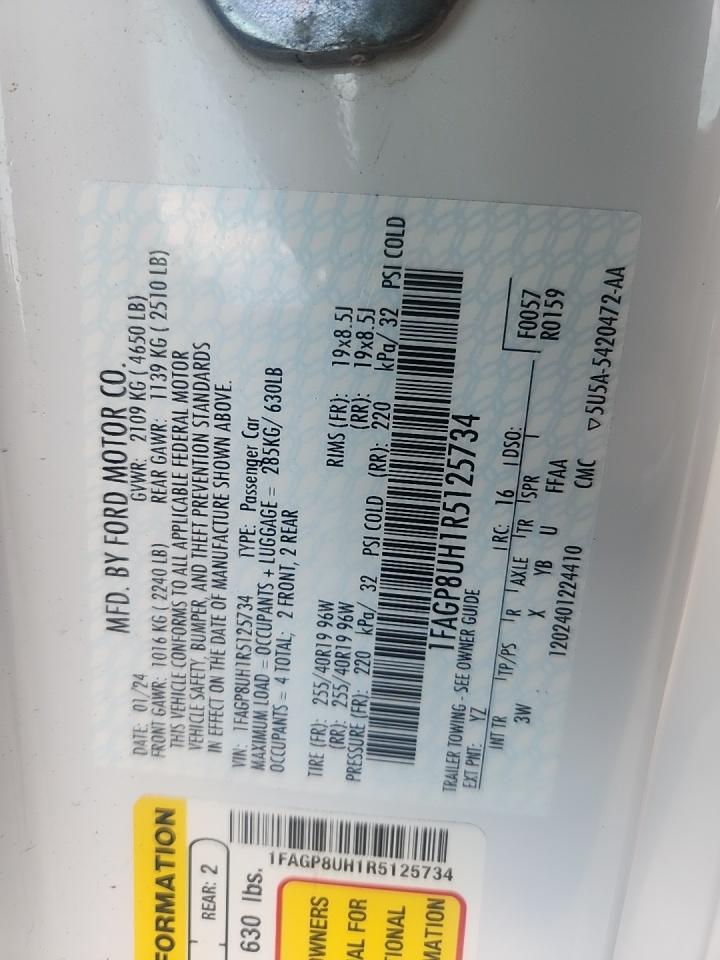 MFD. BY FORD MOTOR CO.
DATE: 01/24 GVWR: 2109 KG ( 4650 LB)
FRONT GAWR: 1016 KG ( 2240 LB) REAR GAWR: 1139 KG ( 2510 LB)
THIS VEHICLE CONFORMS TO ALL APPLICABLE FEDERAL MOTOR
VEHICLE SAFETY, BUMPER, AND THEFT PREVENTION STANDARDS
IN EFFECT ON THE DATE OF MANUFACTURE SHOWN ABOVE.
VIN: 1FAGP8UH1R5125734 TYPE: Passenger Car
MAXIMUM LOAD = OCCUPANTS + LUGGAGE = 285KG/ 630LB
OCCUPANTS = 4 TOTAL; 2 FRONT, 2 REAR
TIRE (FR): 255/40R19 96W RIMS (FR): 19x8.5J
(RR): 255/40R19 96W (RR): 19x8.5J
PRESSURE (FR): 220 kPa/ 32 PSI COLD (RR): 220 kPa/ 32 PSI COLD
1FAGP8UH1R5125734
TRAILER TOWING - SEE OWNER GUIDE
EXT PNT: YZ RC: 16 DSO: F0057
INT TR TP/PS R AXLE TR SPR R0159
3W X YB U FFAA
1202401224410 CMC ▽5U5A-5420472-AA
FORMATION
REAR: 2
630 lbs.
1FAGP8UH1R5125734
OWNERS
AL FOR
TIONAL
MATION